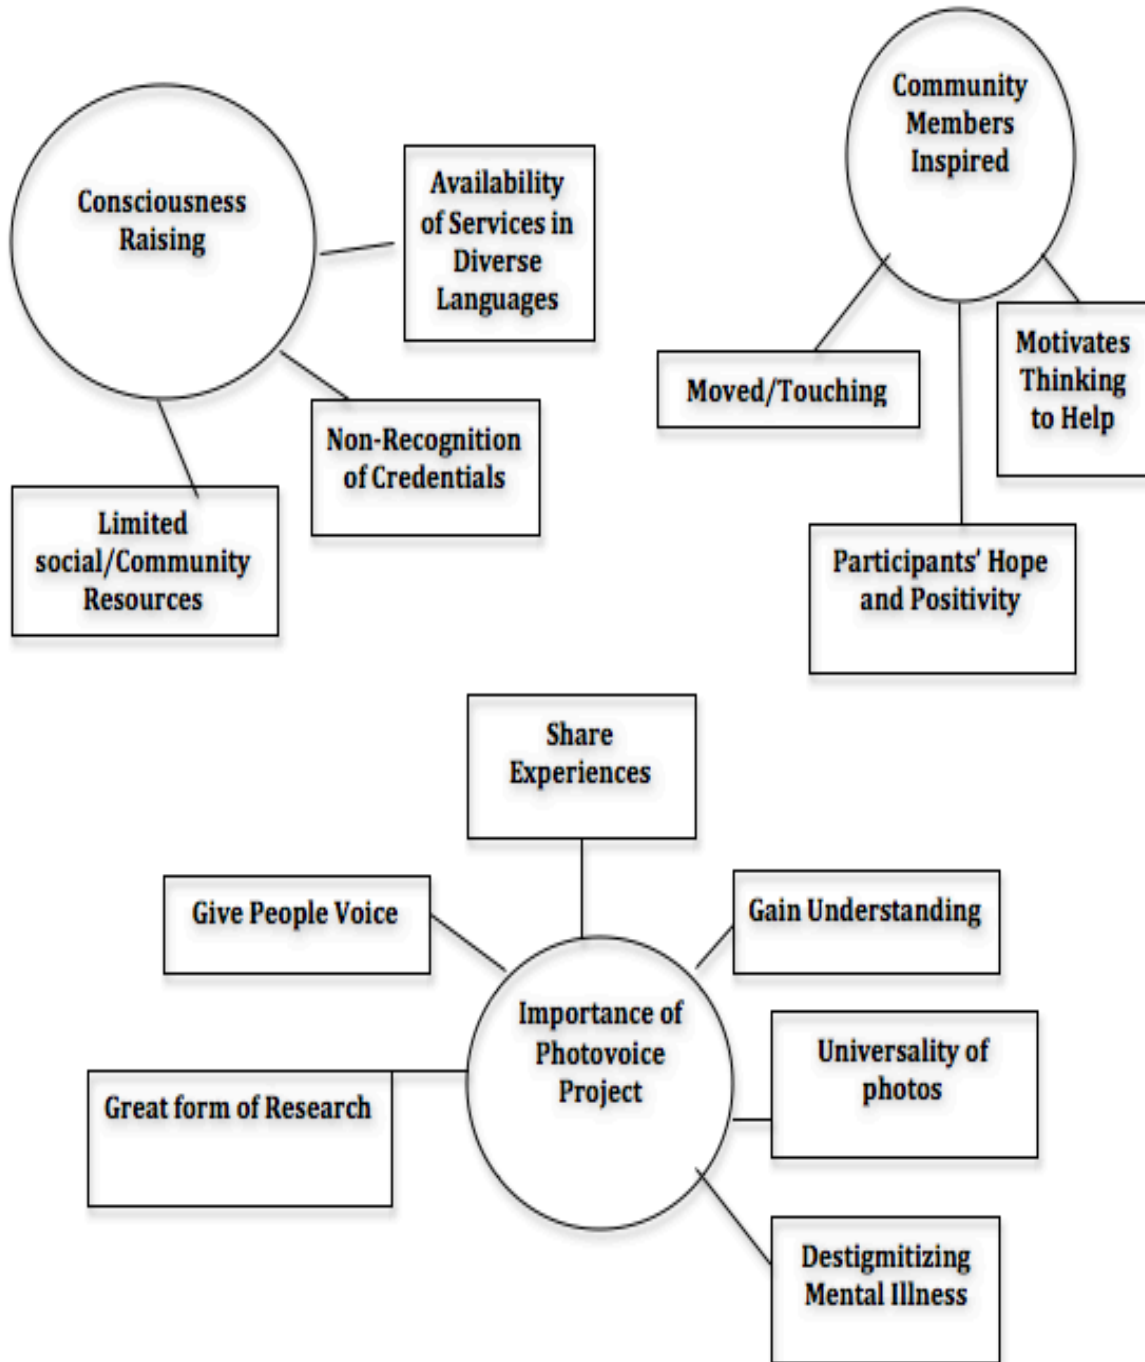 Community
Members
Inspired
Consciousness
Raising
Availability
of Services in
Diverse
Languages
Moved/Touching
Motivates
Thinking
to Help
Non-Recognition
of Credentials
Limited
social/Community
Resources
Participants' Hope
and Positivity
Share
Experiences
Give People Voice
Gain Understanding
Importance of
Photovoice
Project
Universality of
photos
Great form of Research
Destigmitizing
Mental Illness